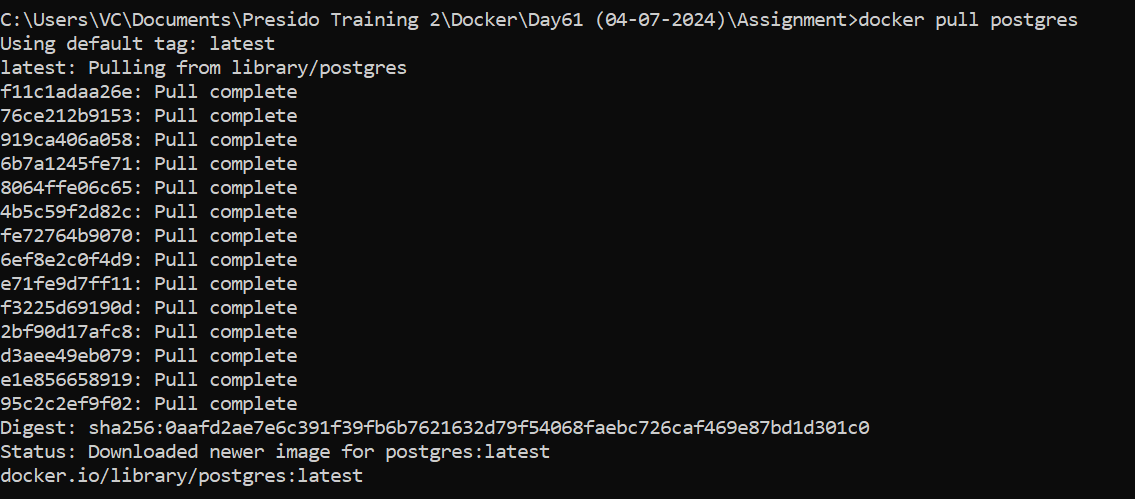 C:\Users\VC\Documents\Presido Training 2\Docker\Day61 (04-07-2024)\Assignment>docker pull postgres
Using default tag: latest
latest: Pulling from library/postgres
f11c1adaa26e: Pull complete
76ce212b9153: Pull complete
919ca406a058: Pull complete
6b7a1245fe71: Pull complete
8064ffe06c65: Pull complete
4b5c59f2d82c: Pull complete
fe72764b9070: Pull complete
6ef8e2c0f4d9: Pull complete
e71fe9d7ff11: Pull complete
f3225d69190d: Pull complete
2bf90d17afc8: Pull complete
d3aee49eb079: Pull complete
e1e856658919: Pull complete
95c2c2ef9f02: Pull complete
Digest: sha256:0aafd2ae7e6c391f39fb6b7621632d79f54068faebc726caf469e87bd1d301c0
Status: Downloaded newer image for postgres:latest
docker.io/library/postgres:latest